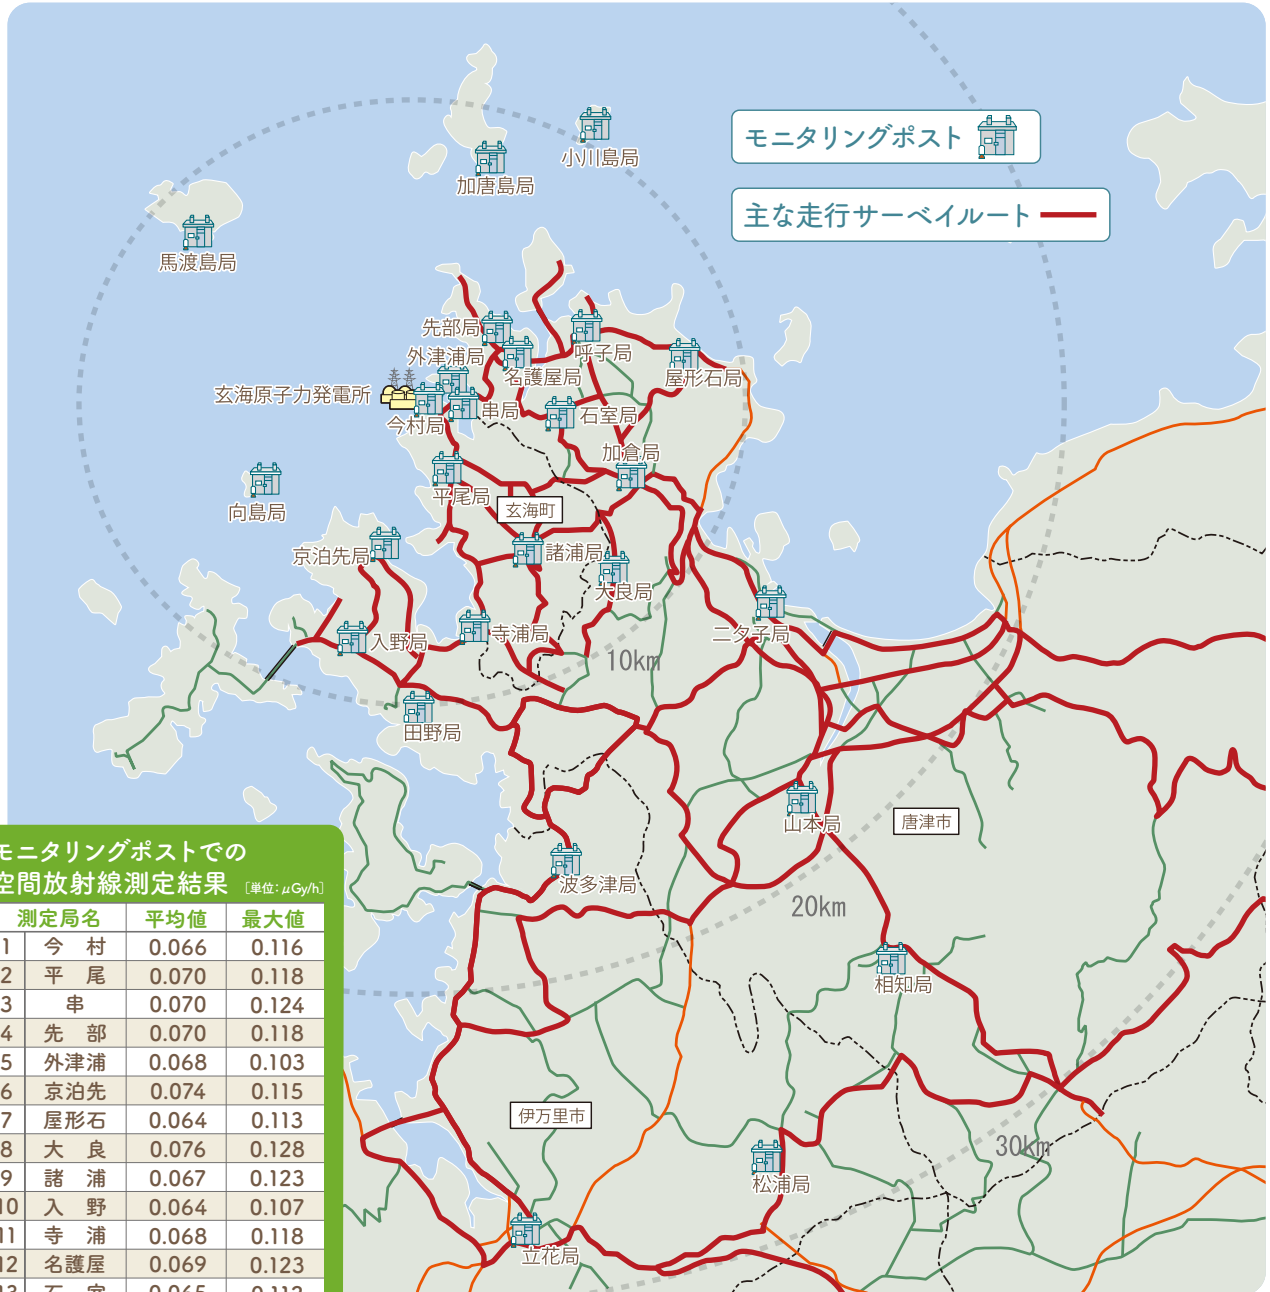 モニタリングポスト
主な走行サーベイルート
小川島局
加唐島局
馬渡島局
先部局
外津浦局
呼子局
名護屋局
屋形石局
玄海原子力発電所
串局
石室局
今村局
加倉局
平尾局
向島局
玄海町
京泊先局
諸浦局
大良局
二タ子局
寺浦局
入野局
10km
田野局
山本局
唐津市
波多津局
20km
相知局
伊万里市
30km
松浦局
立花局
モニタリングポストでの
空間放射線測定結果 [単位:μGy/h]
測定局名 平均値 最大値
1 今 村 0.066 0.116
2 平 尾 0.070 0.118
3 串 0.070 0.124
4 先 部 0.070 0.118
5 外津浦 0.068 0.103
6 京泊先 0.074 0.115
7 屋形石 0.064 0.113
8 大 良 0.076 0.128
9 諸 浦 0.067 0.123
10 入 野 0.064 0.107
11 寺 浦 0.068 0.118
12 名護屋 0.069 0.123